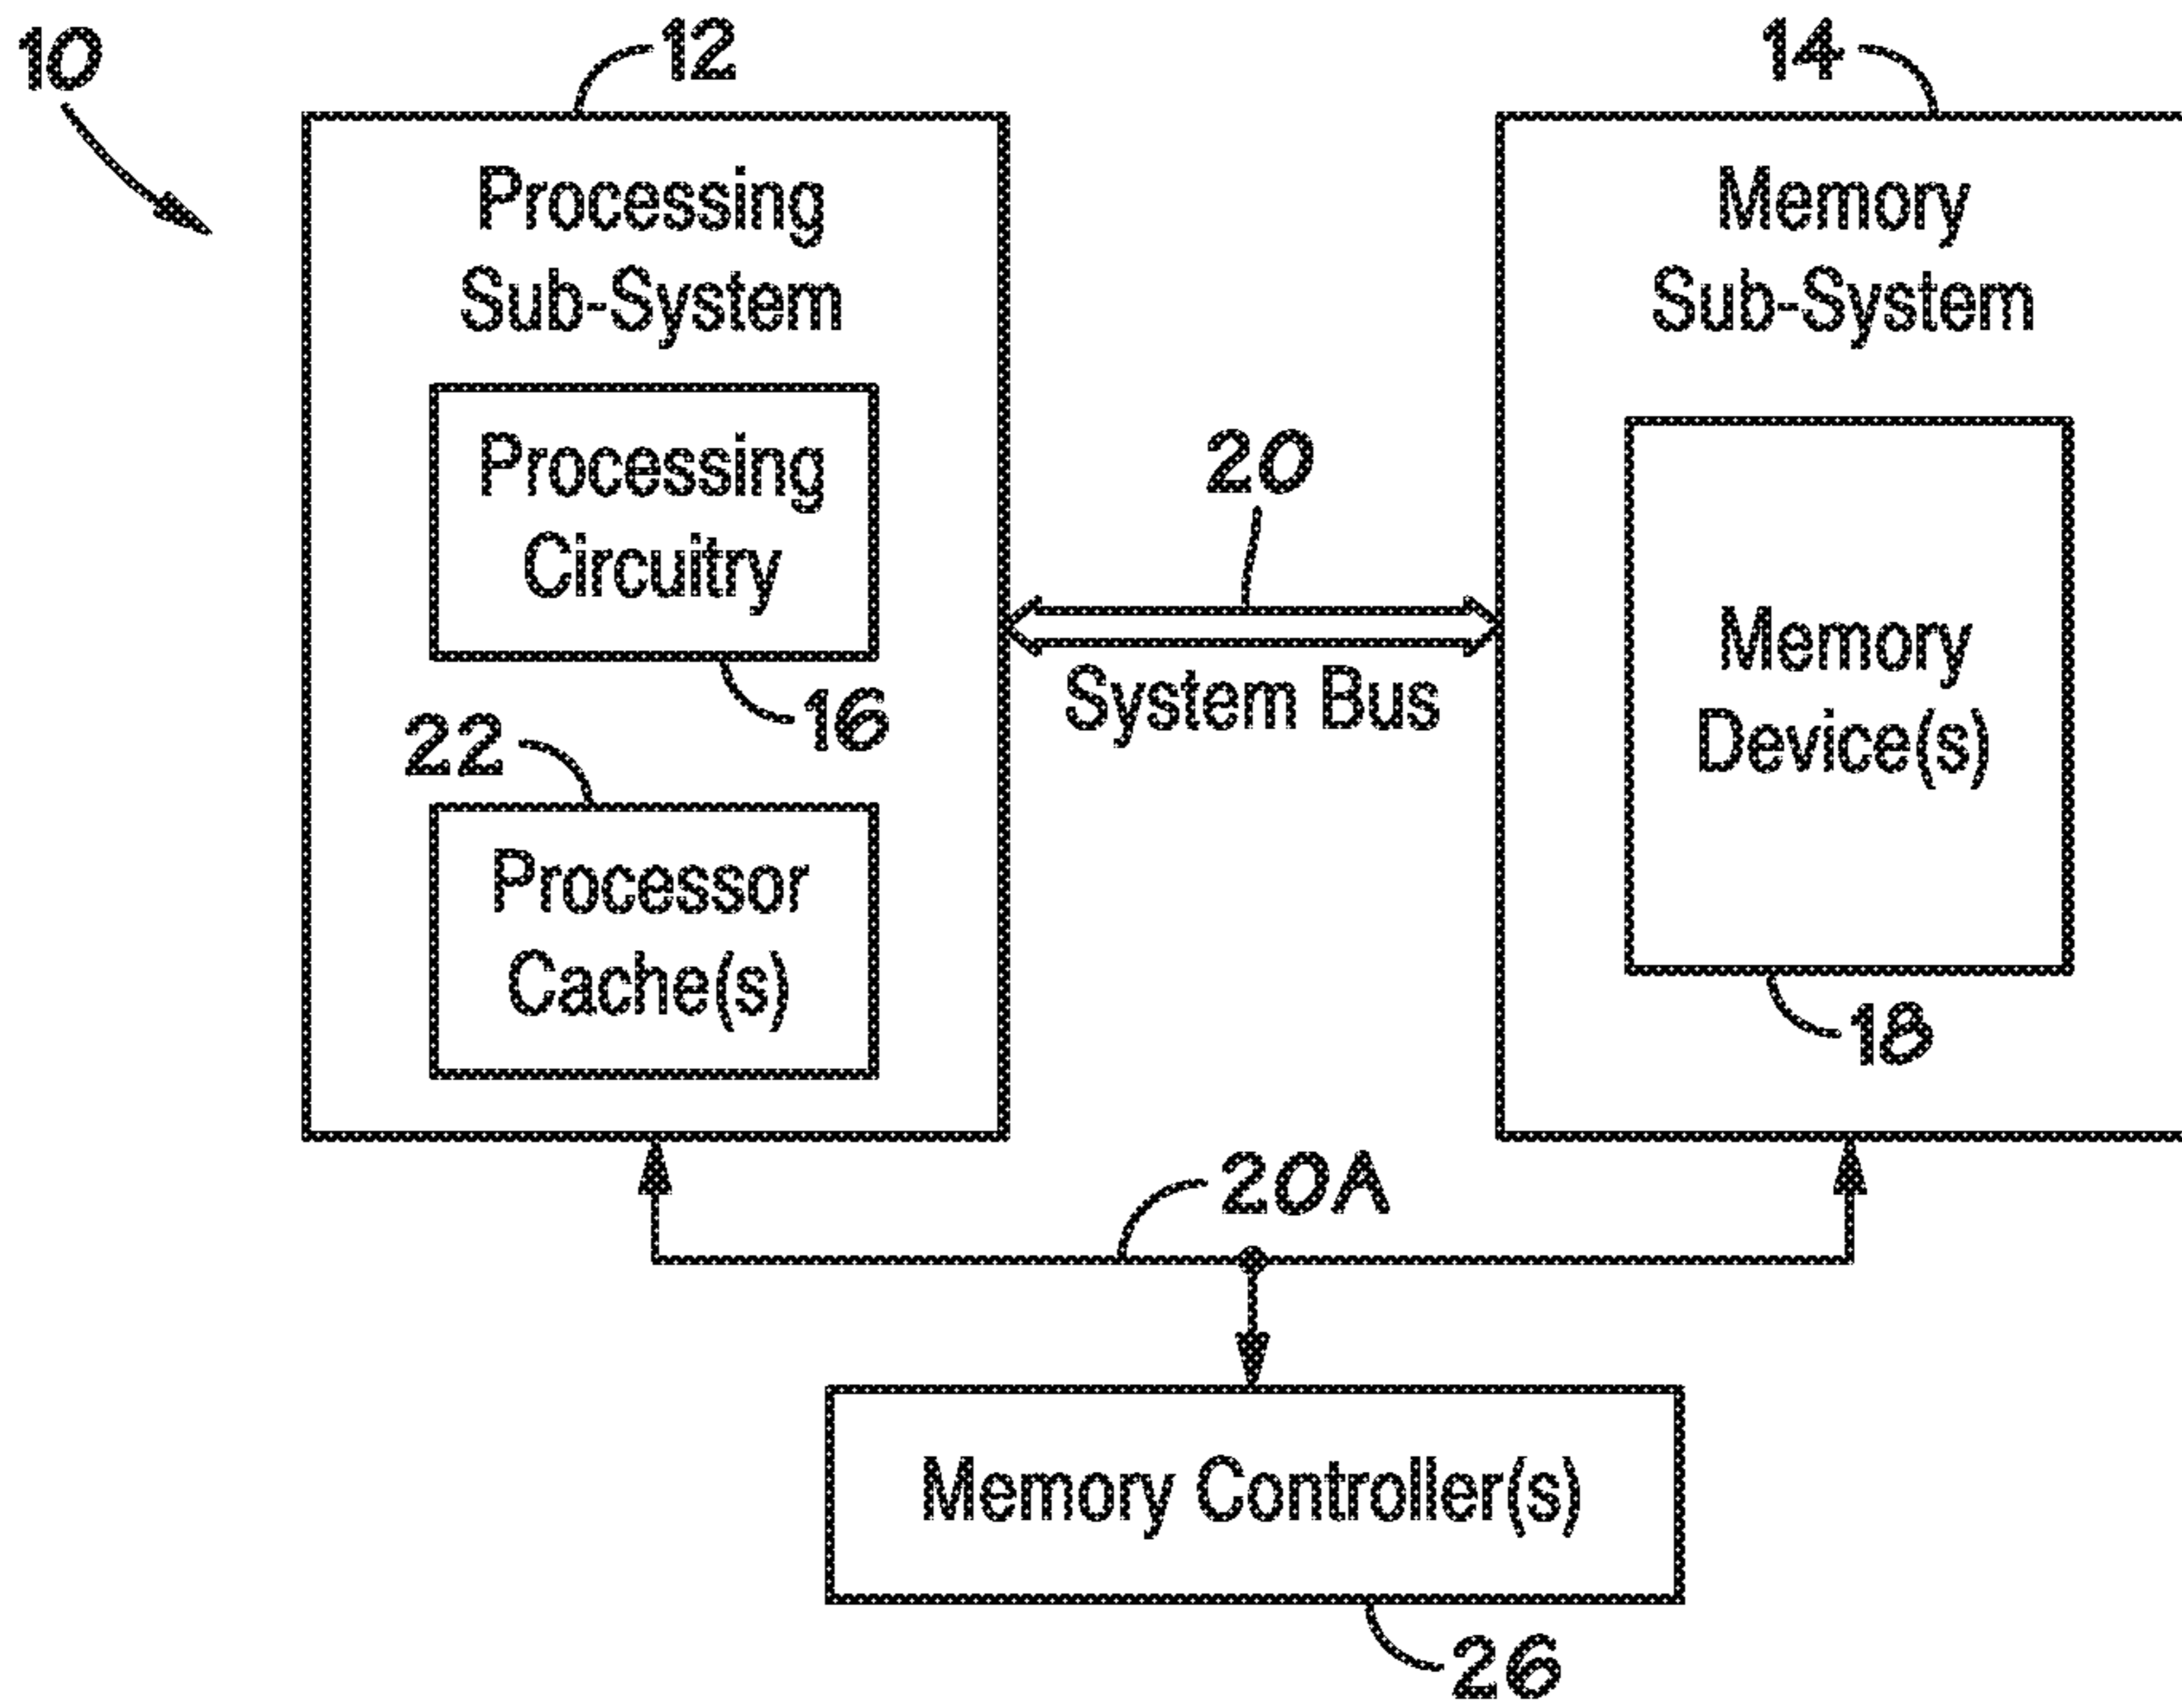 10
12
14
Processing
Sub-System
Memory
Sub-System
Processing
Circuitry
16
20
System Bus
Memory
Device(s)
18
22
Processor
Cache(s)
20A
Memory Controller(s)
26